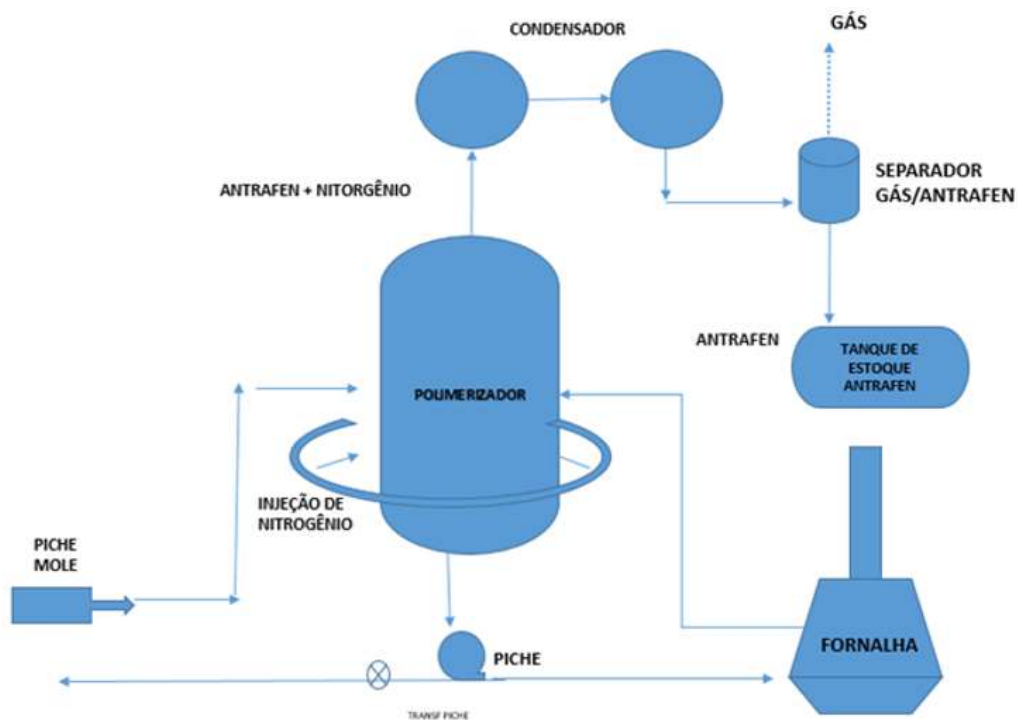 GÁS
CONDENSADOR
SEPARADOR
GÁS/ANTRAFEN
ANTRAFEN + NITORGÊNIO
ANTRAFEN
TANQUE DE
ESTOQUE
ANTRAFEN
POLIMERIZADOR
INJEÇÃO DE
NITROGÊNIO
PICHE
MOLE
FORNALHA
PICHE
TRANSF PICHE